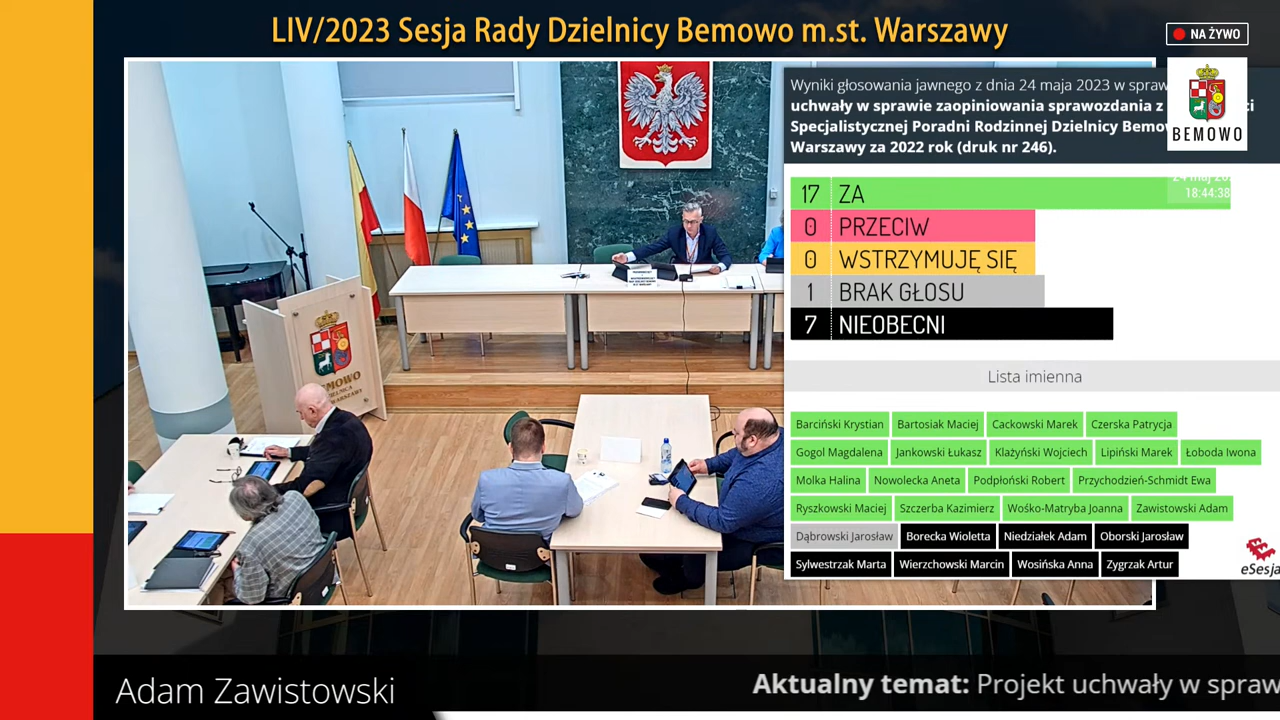 LIV/2023 Sesja Rady Dzielnicy Bemowo m.st. Warszawy
NA ŻYWO
BEMOWO
Wyniki głosowania jawnego z dnia 24 maja 2023 w spraw
uchwały w sprawie zaopiniowania sprawozdania z
Specjalistycznej Poradni Rodzinnej Dzielnicy Bemow
Warszawy za 2022 rok (druk nr 246).
18:44:38
17 ZA
0 PRZECIW
0 WSTRZYMUJĘ SIĘ
1 BRAK GŁOSU
7 NIEOBECNI
Lista imienna
Barciński Krystian Bartosiak Maciej Cackowski Marek Czerska Patrycja
Gogol Magdalena Jankowski Łukasz Klażyński Wojciech Lipiński Marek Łoboda Iwona
Molka Halina Nowolecka Aneta Podpłoński Robert Przychodzień-Schmidt Ewa
Ryszkowski Maciej Szczerba Kazimierz Wośko-Matryba Joanna Zawistowski Adam
Dąbrowski Jarosław Borecka Wioletta Niedziałek Adam Oborski Jarosław
Sylwestrzak Marta Wierzchowski Marcin Wosińska Anna Zygrzak Artur
eSesja
Adam Zawistowski
Aktualny temat: Projekt uchwały w spraw